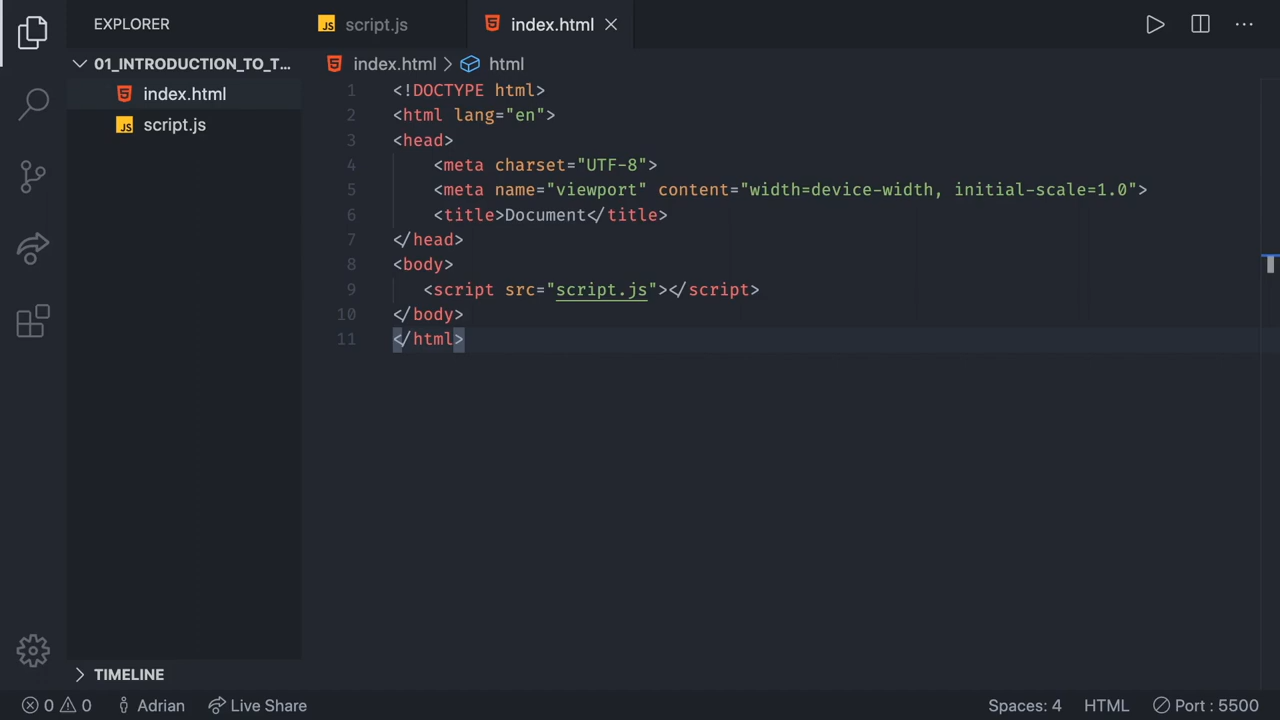 EXPLORER
JS script.js
index.html
01_INTRODUCTION_TO_T...
index.html
JS script.js
index.html > html
1 <!DOCTYPE html>
2 <html lang="en">
3 <head>
4     <meta charset="UTF-8">
5     <meta name="viewport" content="width=device-width, initial-scale=1.0">
6     <title>Document</title>
7 </head>
8 <body>
9    <script src="script.js"></script>
10 </body>
11 </html>
TIMELINE
0 0 Adrian Live Share Spaces: 4 HTML Port : 5500